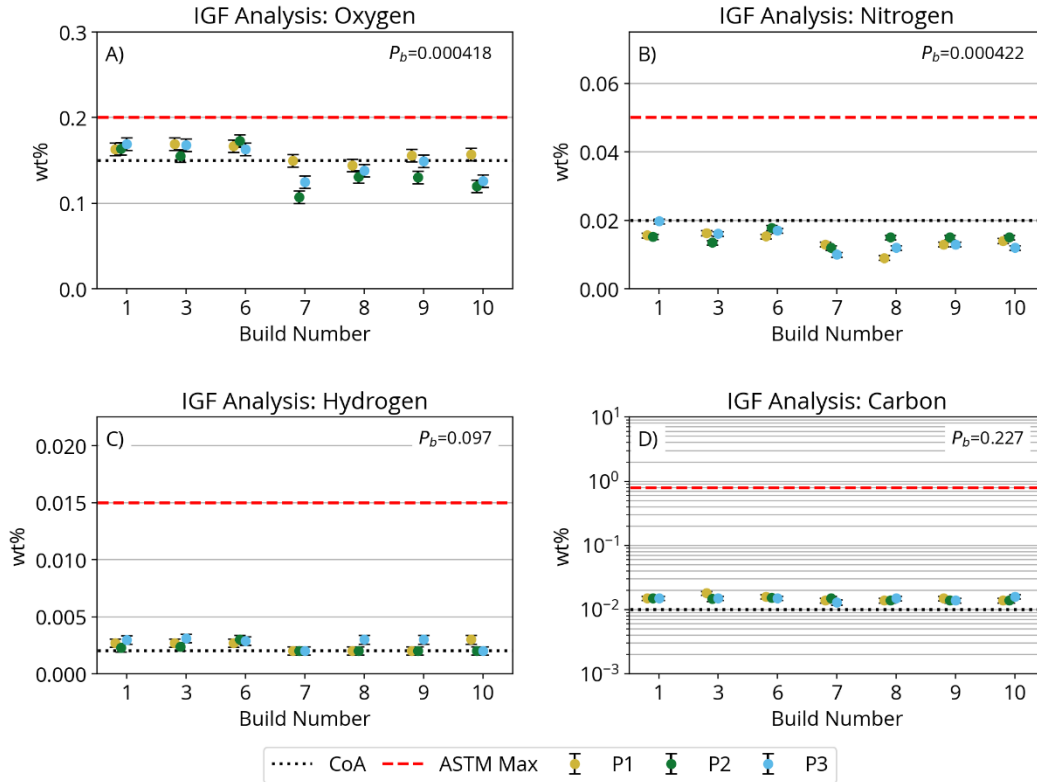 IGF Analysis: Oxygen
A)
P_b=0.000418
0.3
0.2
0.1
0.0
wt%
1 3 6 7 8 9 10
Build Number
IGF Analysis: Nitrogen
B)
P_b=0.000422
0.06
0.04
0.02
0.00
wt%
1 3 6 7 8 9 10
Build Number
IGF Analysis: Hydrogen
C)
P_b=0.097
0.020
0.015
0.010
0.005
0.000
wt%
1 3 6 7 8 9 10
Build Number
IGF Analysis: Carbon
D)
P_b=0.227
10^1
10^0
10^−1
10^−2
10^−3
wt%
1 3 6 7 8 9 10
Build Number
CoA ASTM Max P1 P2 P3